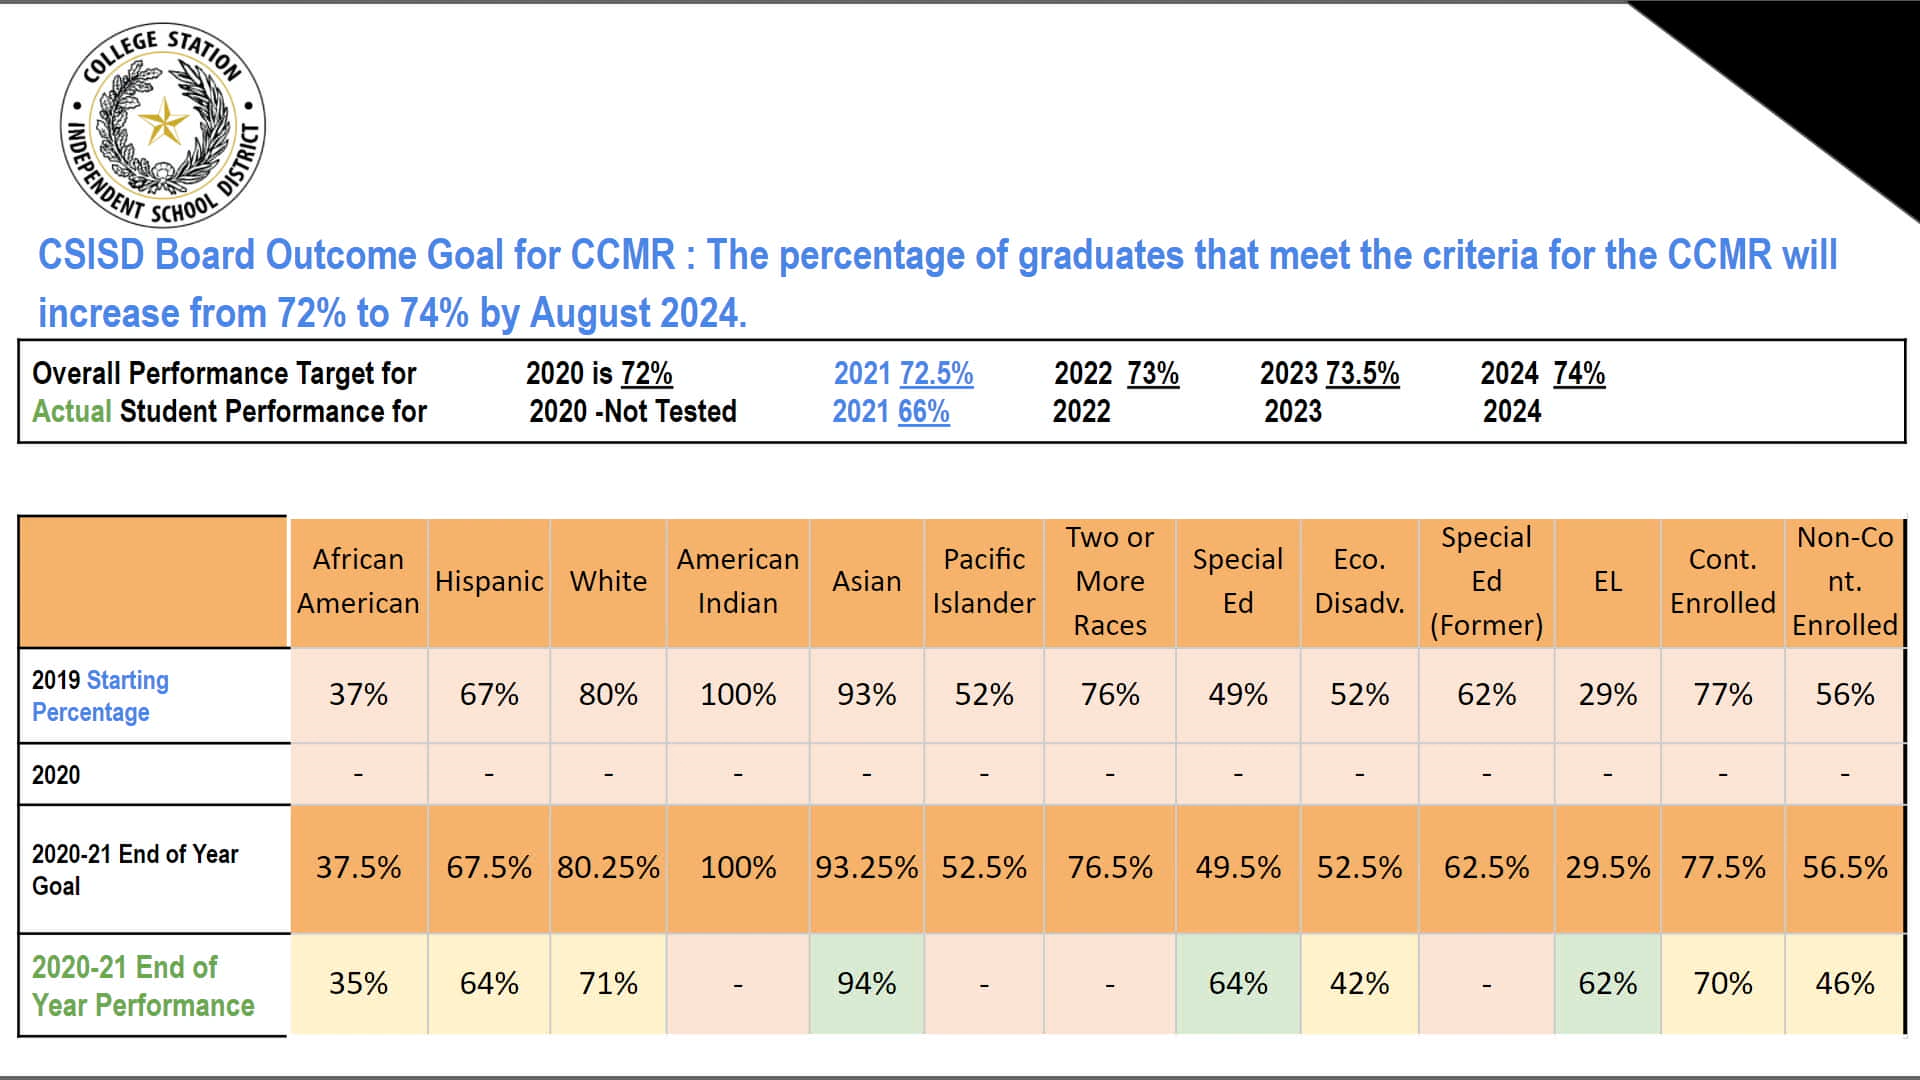 COLLEGE STATION
INDEPENDENT SCHOOL DISTRICT
CSISD Board Outcome Goal for CCMR : The percentage of graduates that meet the criteria for the CCMR will
increase from 72% to 74% by August 2024.
Overall Performance Target for 2020 is 72% 2021 72.5% 2022 73% 2023 73.5% 2024 74%
Actual Student Performance for 2020 -Not Tested 2021 66% 2022 2023 2024
African
American
Hispanic
White
American
Indian
Asian
Pacific
Islander
Two or
More
Races
Special
Ed
Eco.
Disadv.
Special
Ed
(Former)
EL
Cont.
Enrolled
Non-Co
nt.
Enrolled
2019 Starting
Percentage
37% 67% 80% 100% 93% 52% 76% 49% 52% 62% 29% 77% 56%
2020 - - - - - - - - - - - - -
2020-21 End of Year
Goal
37.5% 67.5% 80.25% 100% 93.25% 52.5% 76.5% 49.5% 52.5% 62.5% 29.5% 77.5% 56.5%
2020-21 End of
Year Performance
35% 64% 71% - 94% - - 64% 42% - 62% 70% 46%